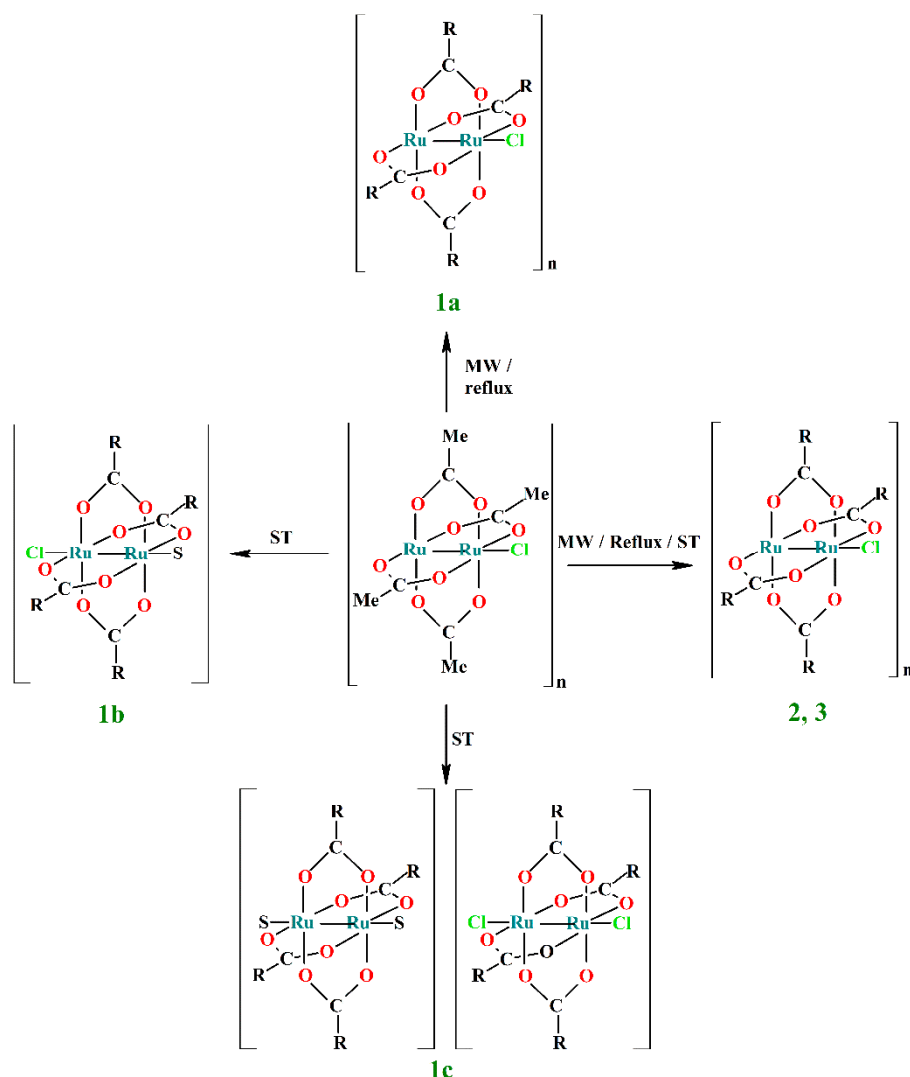 R
C
R
O O C
O O
Ru Ru Cl
O O
C
R O O
C
R
n
1a
MW /
reflux
R
C
R
O O C
O O
Cl Ru Ru S
O O
C
R O O
C
R
1b
ST
Me
C
Me
O O C
O O
Ru Ru Cl
O O
C
Me O O
C
Me
n
MW / Reflux / ST
R
C
R
O O C
O O
Ru Ru Cl
O O
C
R O O
C
R
n
2, 3
ST
R
C
R
O O C
O O
S Ru Ru S
O O
C
R O O
C
R
R
C
R
O O C
O O
Cl Ru Ru Cl
O O
C
R O O
C
R
1c